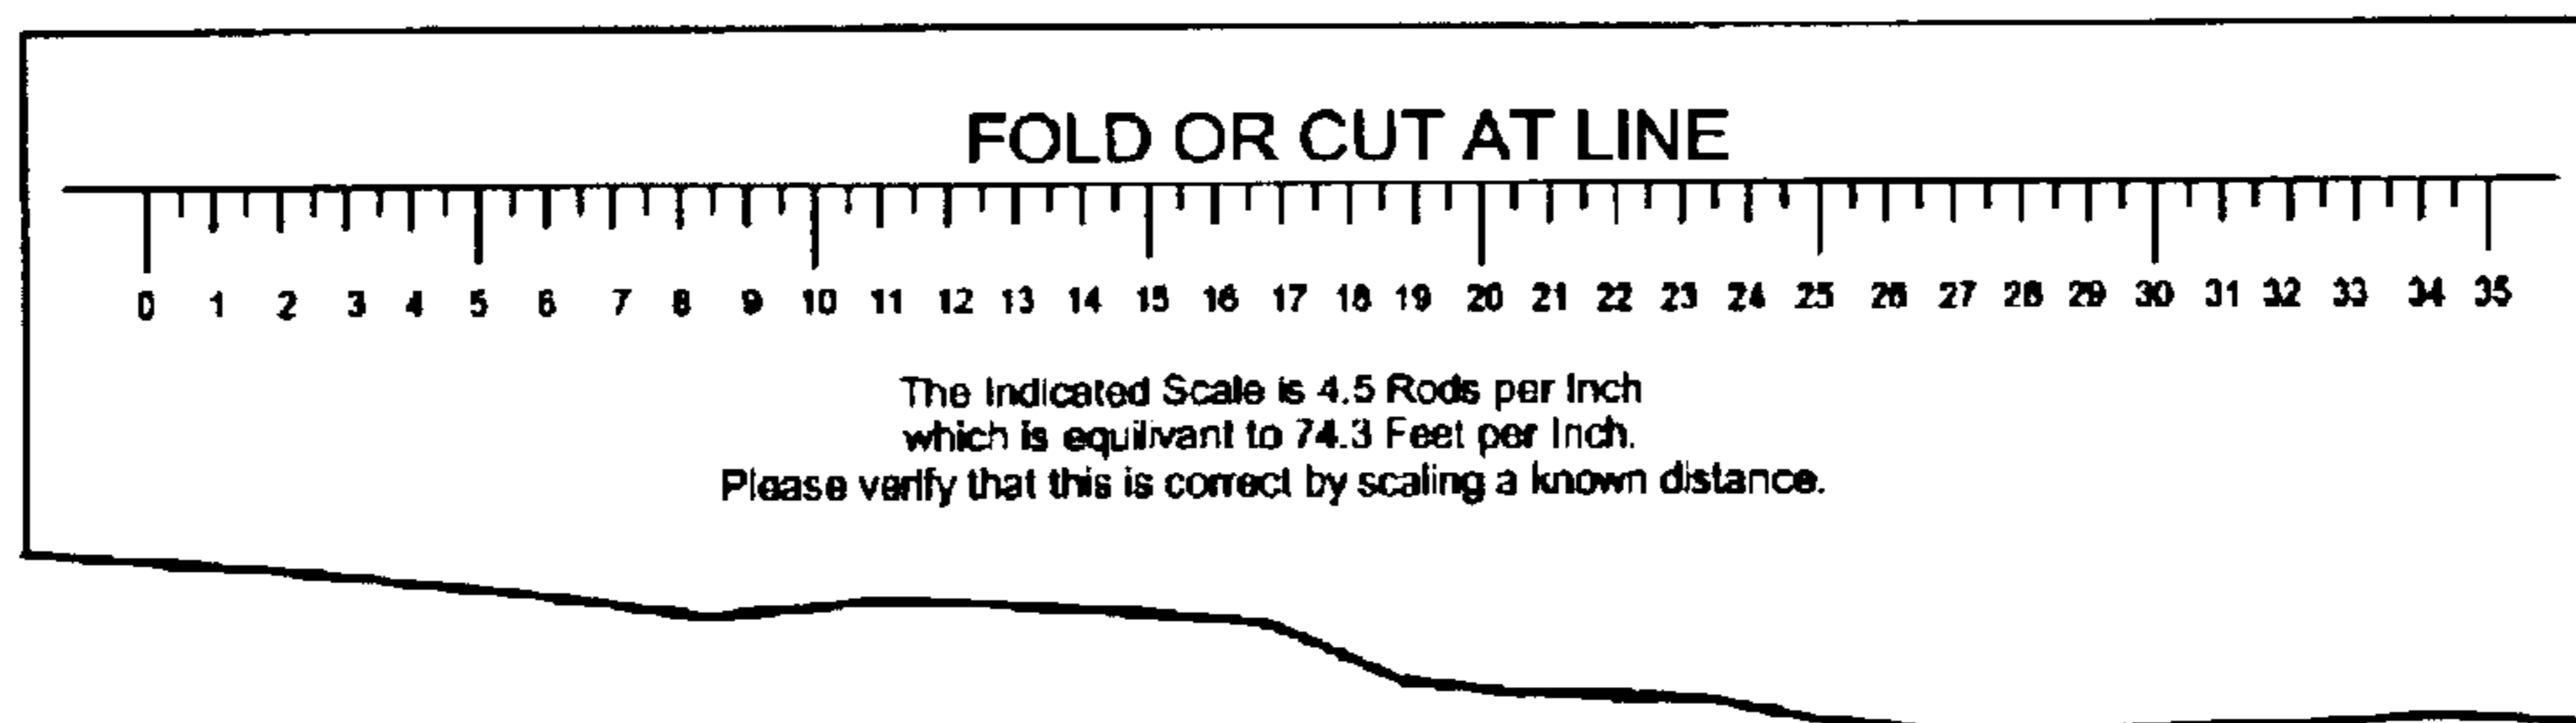 FOLD OR CUT AT LINE
0 1 2 3 4 5 6 7 8 9 10 11 12 13 14 15 16 17 18 19 20 21 22 23 24 25 26 27 28 29 30 31 32 33 34 35
The Indicated Scale is 4.5 Rods per Inch
which is equilivant to 74.3 Feet per Inch.
Please verify that this is correct by scaling a known distance.